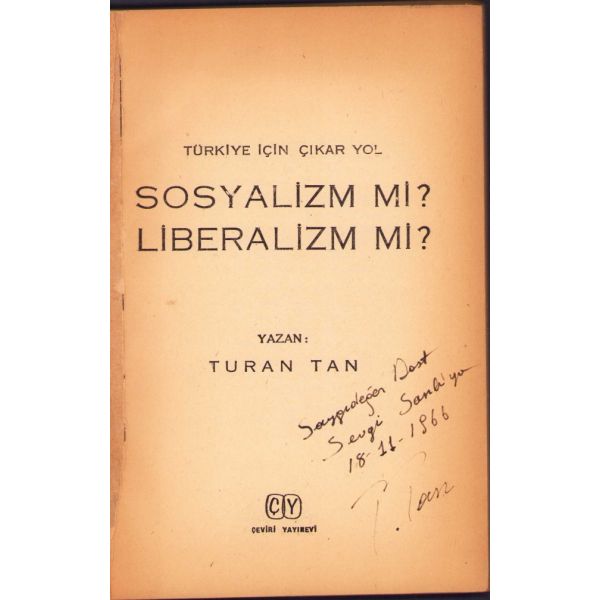 TÜRKİYE İÇİN ÇIKAR YOL
SOSYALİZM Mİ?
LİBERALİZM Mİ?
YAZAN:
TURAN TAN
Saygıdeğer Dost
Sevgi Sanlı'ya
18-11-1966
T. Tan
ÇY
ÇEVİRİ YAYINEVİ